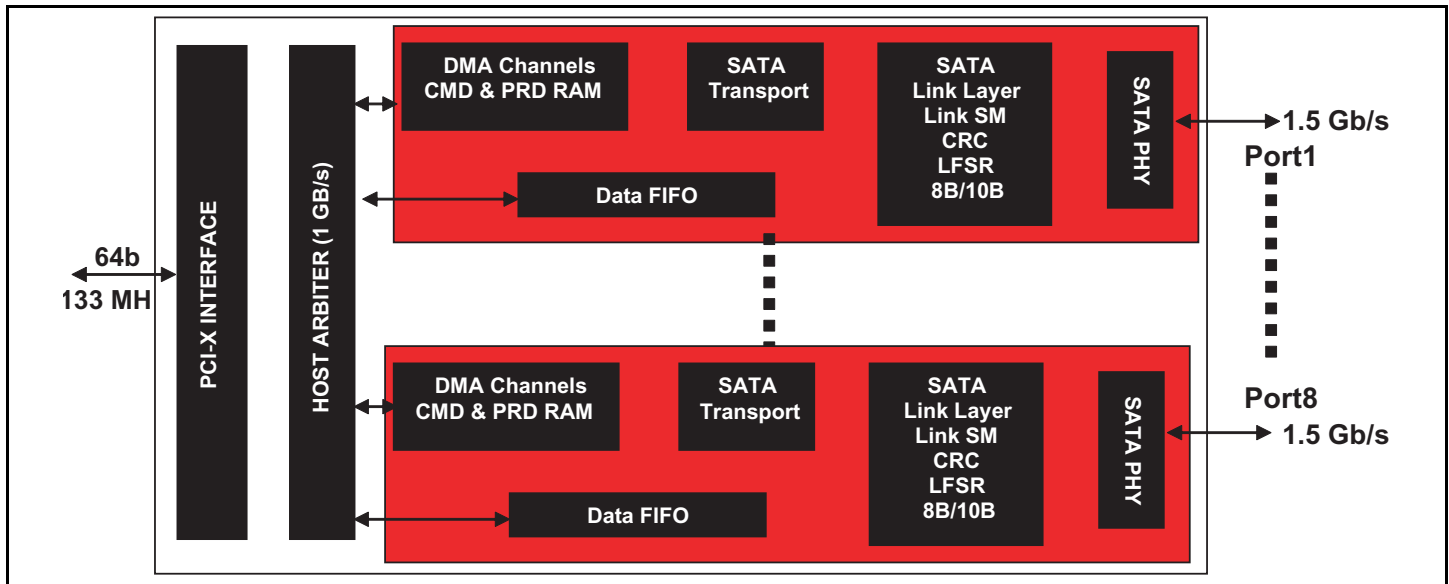 64b
133 MH
PCI-X INTERFACE
HOST ARBITER (1 GB/s)
DMA Channels
CMD & PRD RAM
SATA
Transport
SATA
Link Layer
Link SM
CRC
LFSR
8B/10B
SATA PHY
Data FIFO
1.5 Gb/s
Port1
DMA Channels
CMD & PRD RAM
SATA
Transport
SATA
Link Layer
Link SM
CRC
LFSR
8B/10B
SATA PHY
Data FIFO
Port8
1.5 Gb/s